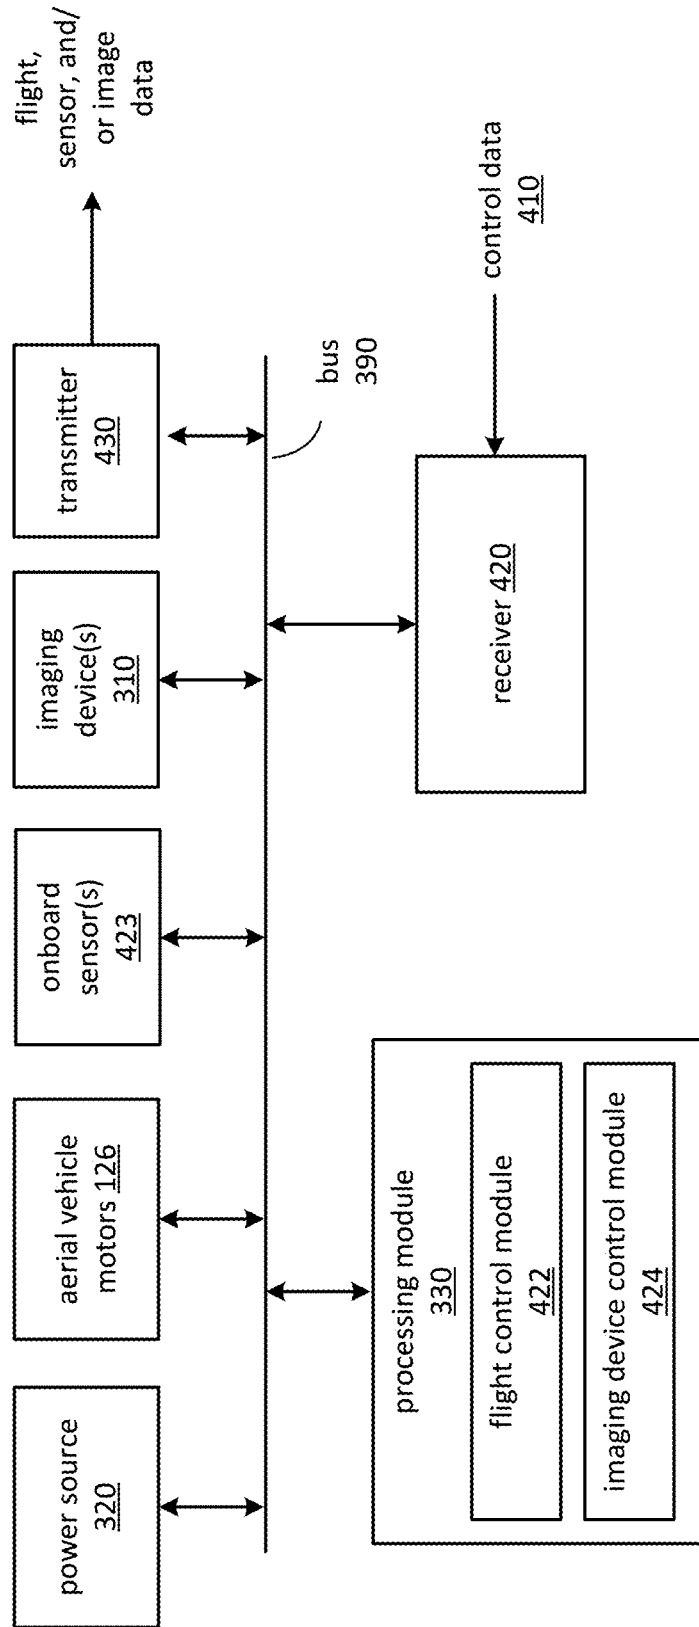 power source
320
aerial vehicle
motors 126
onboard
sensor(s)
423
imaging
device(s)
310
transmitter
430
flight,
sensor, and/
or image
data
bus
390
processing module
330
flight control module
422
imaging device control module
424
receiver 420
control data
410